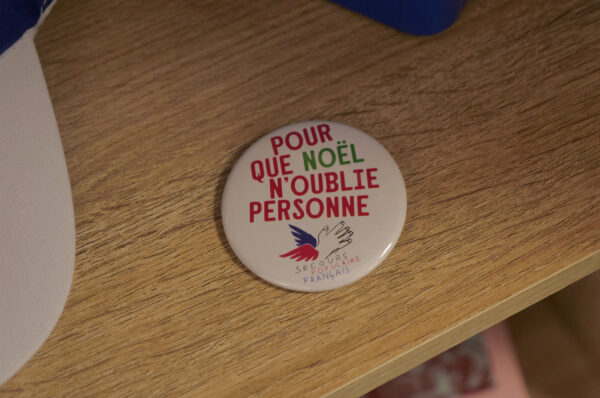 POUR
QUE NOËL
N'OUBLIE
PERSONNE
SECOURS
POPULAIRE
FRANÇAIS